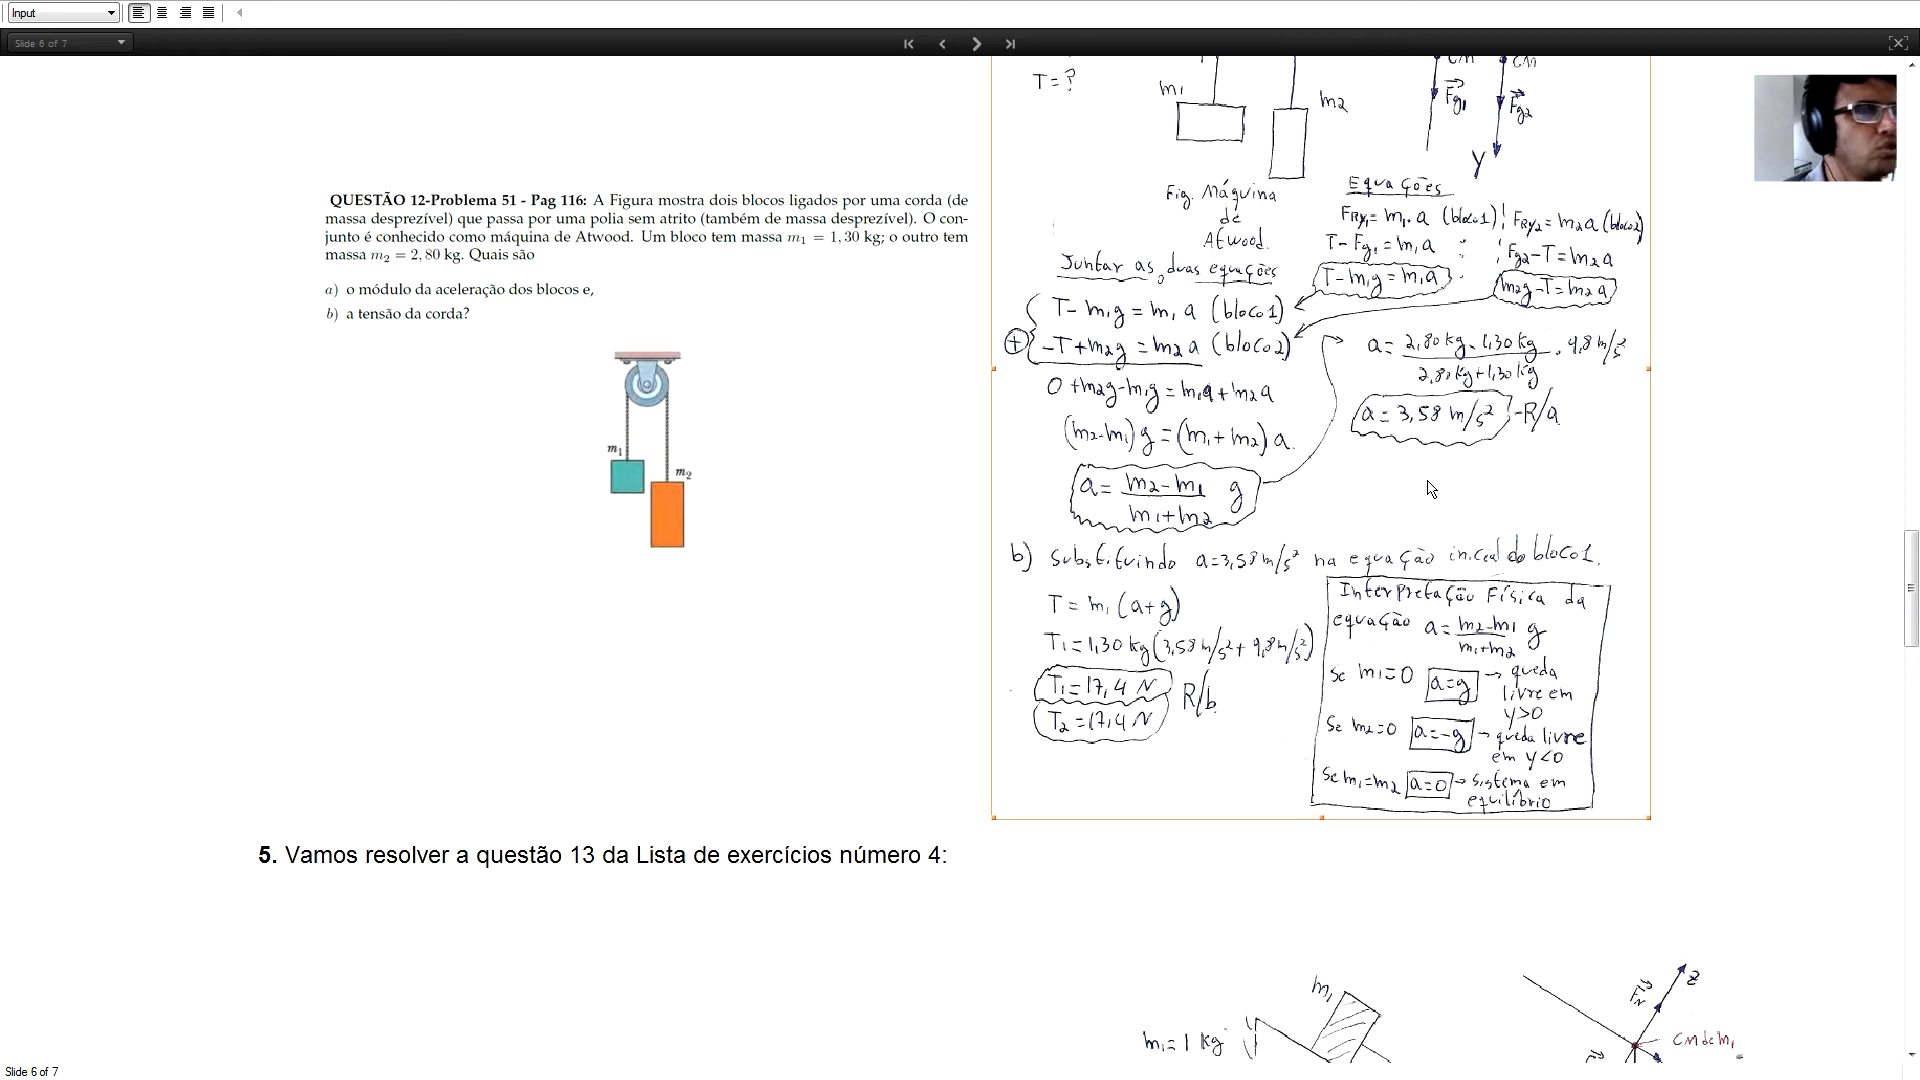 Input
Slide 6 of 7
QUESTÃO 12-Problema 51 - Pag 116: A Figura mostra dois blocos ligados por uma corda (de
massa desprezível) que passa por uma polia sem atrito (também de massa desprezível). O con-
junto é conhecido como máquina de Atwood. Um bloco tem massa m₁ = 1,30 kg; o outro tem
massa m₂ = 2,80 kg. Quais são
a) o módulo da aceleração dos blocos e,
b) a tensão da corda?
m₁
m₂
T = ?
m₁
m₂
CM
CM
Fg₁
Fg₂
Y
Fig. Máquina
de
Atwood.
Equações
FRy₁ = m₁. a (bloco 1)
T - Fg₁ = m₁ a
T - m₁g = m₁a
FRy₂ = m₂a (bloco 2)
Fg₂ - T = m₂ a
m₂g - T = m₂ a
Juntar as duas equações
T - m₁g = m₁ a (bloco 1)
-T + m₂g = m₂ a (bloco 2)
0 + m₂g - m₁g = m₁a + m₂a
(m₂ - m₁) g = (m₁ + m₂) a
a = m₂ - m₁ g
m₁ + m₂
a = 2,80 kg - 1,30 kg . 9,8 m/s²
2,80 kg + 1,30 kg
a = 3,58 m/s² - R/a
b) Substituindo a = 3,58 m/s² na equação inicial do bloco 1.
T = m₁ (a + g)
T₁ = 1,30 kg (3,58 m/s² + 9,8 m/s²)
T₁ = 17,4 N
T₂ = 17,4 N
R/b
Interpretação Física da
equação a = m₂ - m₁ g
m₁ + m₂
Se m₁ = 0 a = g → queda
livre em
y > 0
Se m₂ = 0 a = -g → queda livre
em y < 0
Se m₁ = m₂ a = 0 → sistema em
equilíbrio
5. Vamos resolver a questão 13 da Lista de exercícios número 4:
m₁
m₁ = 1 kg
z
FN
CM de m₁
Slide 6 of 7